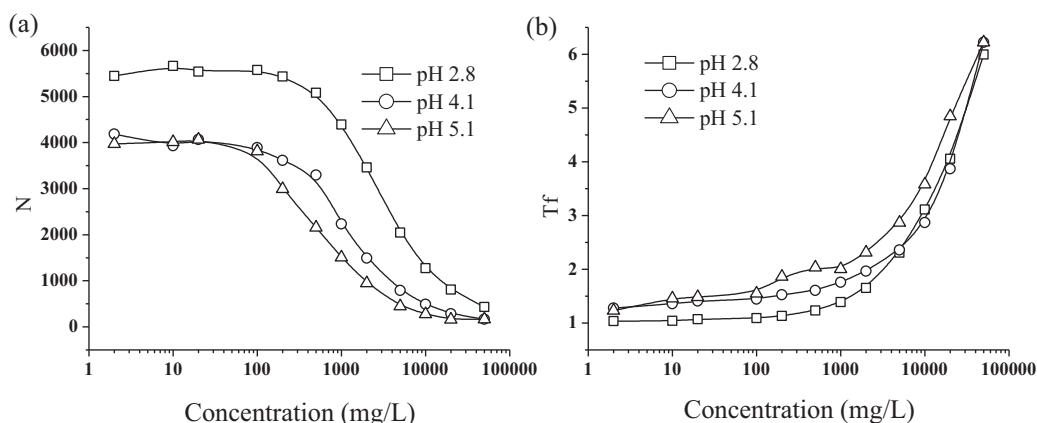 (a)
6000
5000
4000
3000
2000
1000
0
N
pH 2.8
pH 4.1
pH 5.1
1 10 100 1000 10000 100000
Concentration (mg/L)
(b)
6
5
4
3
2
1
Tf
pH 2.8
pH 4.1
pH 5.1
1 10 100 1000 10000 100000
Concentration (mg/L)